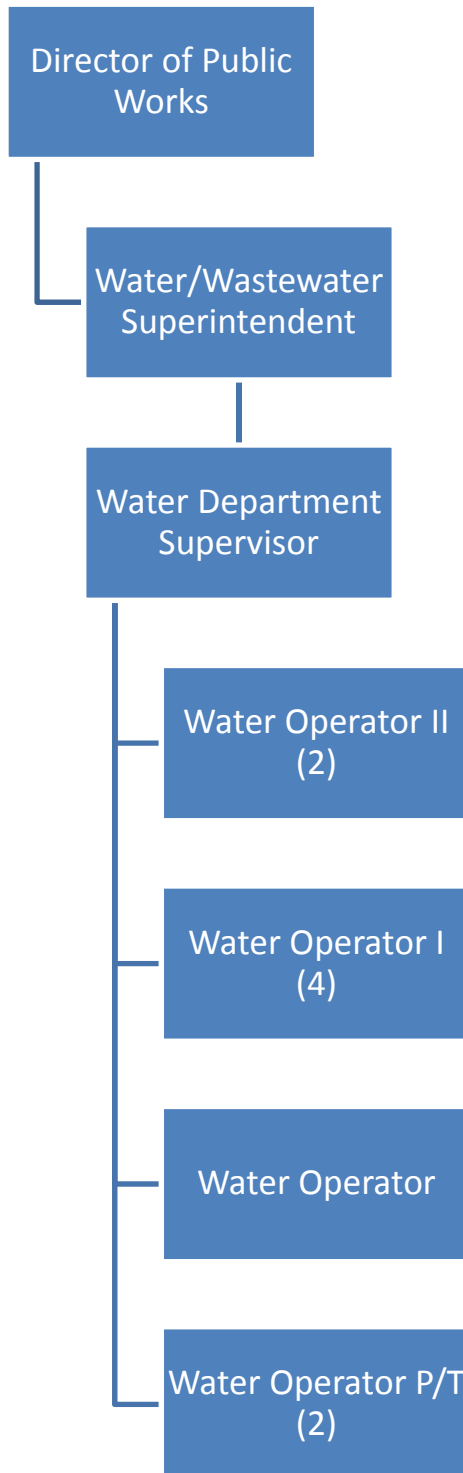 Director of Public
Works
Water/Wastewater
Superintendent
Water Department
Supervisor
Water Operator II
(2)
Water Operator I
(4)
Water Operator
Water Operator P/T
(2)